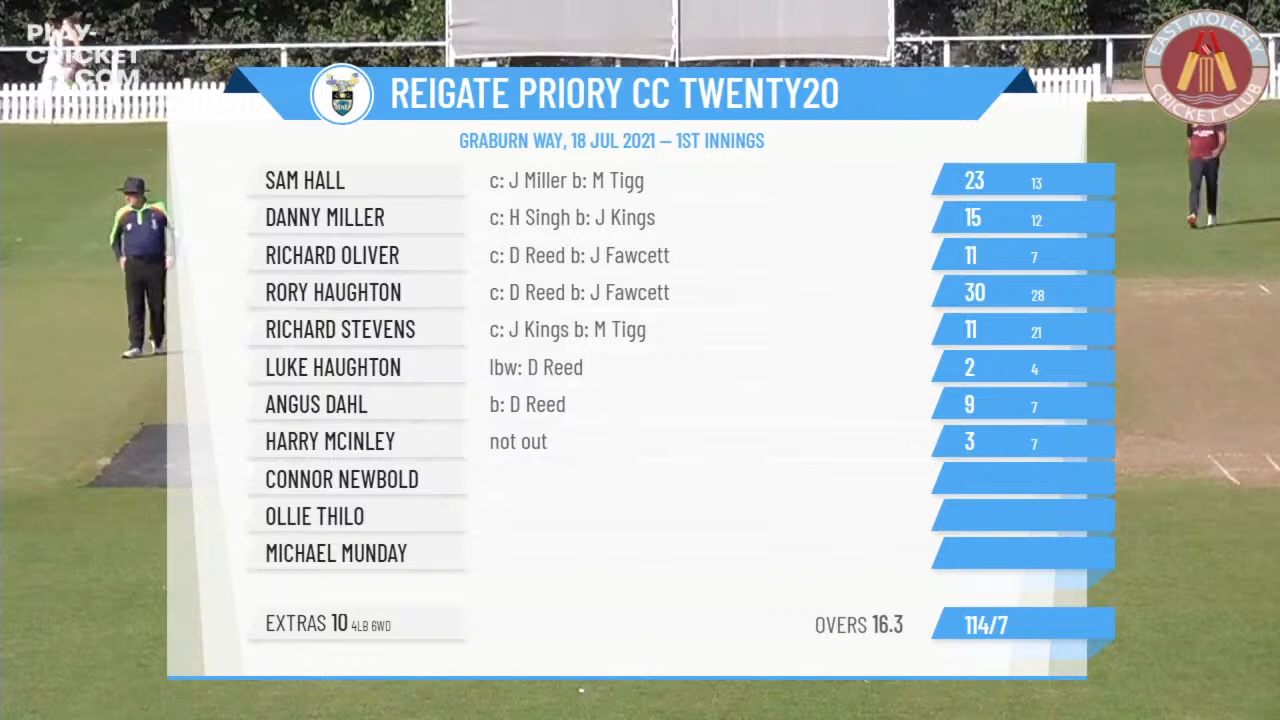 PLAY-
CRICKET
.COM
EAST MOLESEY
CRICKET CLUB
REIGATE PRIORY CC TWENTY20
GRABURN WAY, 18 JUL 2021 – 1ST INNINGS
SAM HALL c: J Miller b: M Tigg 23 13
DANNY MILLER c: H Singh b: J Kings 15 12
RICHARD OLIVER c: D Reed b: J Fawcett 11 7
RORY HAUGHTON c: D Reed b: J Fawcett 30 28
RICHARD STEVENS c: J Kings b: M Tigg 11 21
LUKE HAUGHTON lbw: D Reed 2 4
ANGUS DAHL b: D Reed 9 7
HARRY MCINLEY not out 3 7
CONNOR NEWBOLD
OLLIE THILO
MICHAEL MUNDAY
EXTRAS 10 4LB 6WD OVERS 16.3 114/7